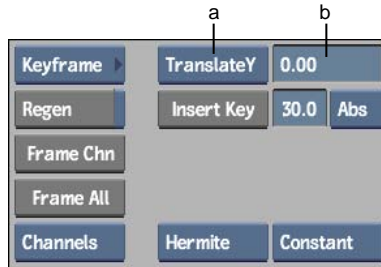 a b
Keyframe TranslateY 0.00
Regen Insert Key 30.0 Abs
Frame Chn
Frame All
Channels Hermite Constant